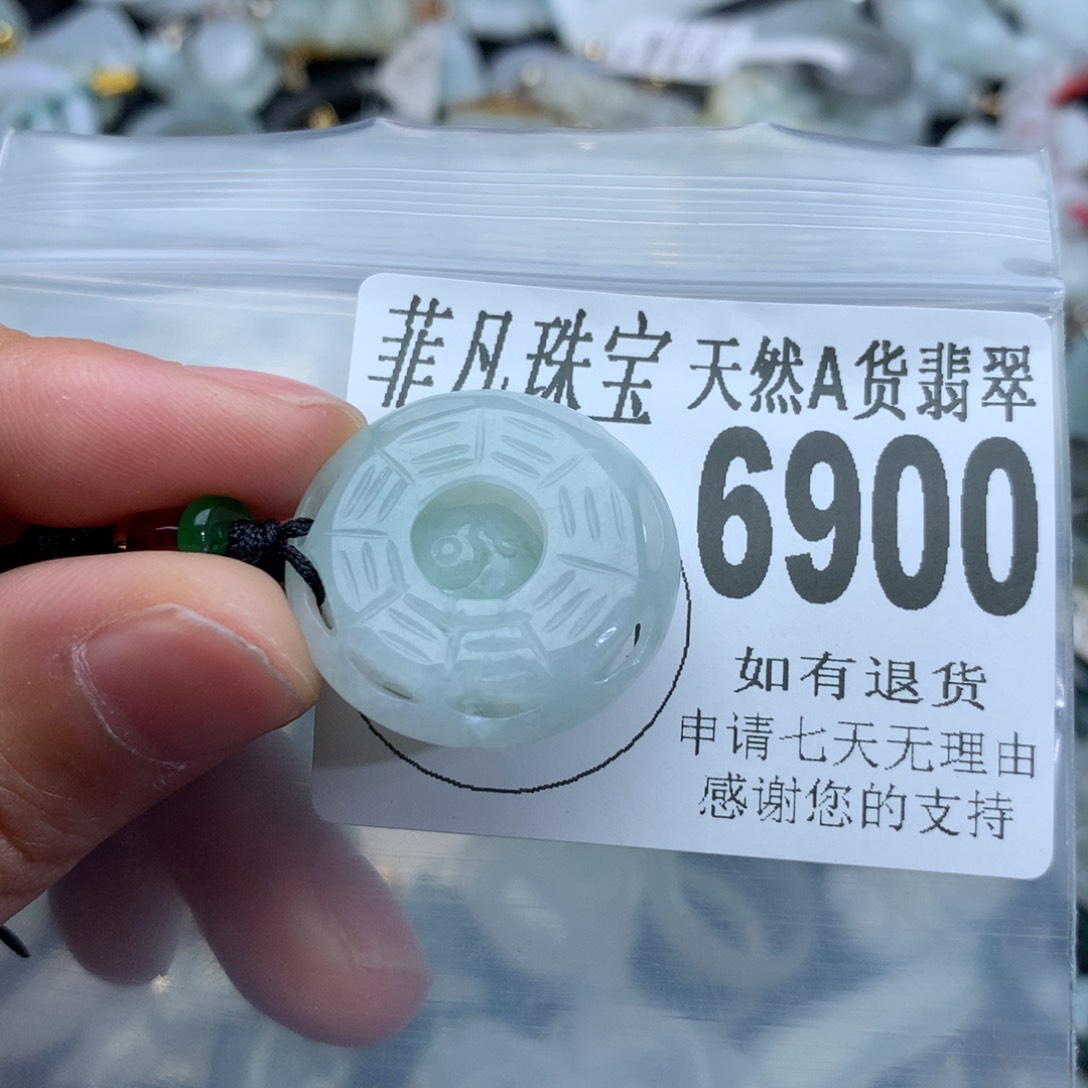 菲凡珠宝 天然A货翡翠
6900
如有退货
申请七天无理由
感谢您的支持